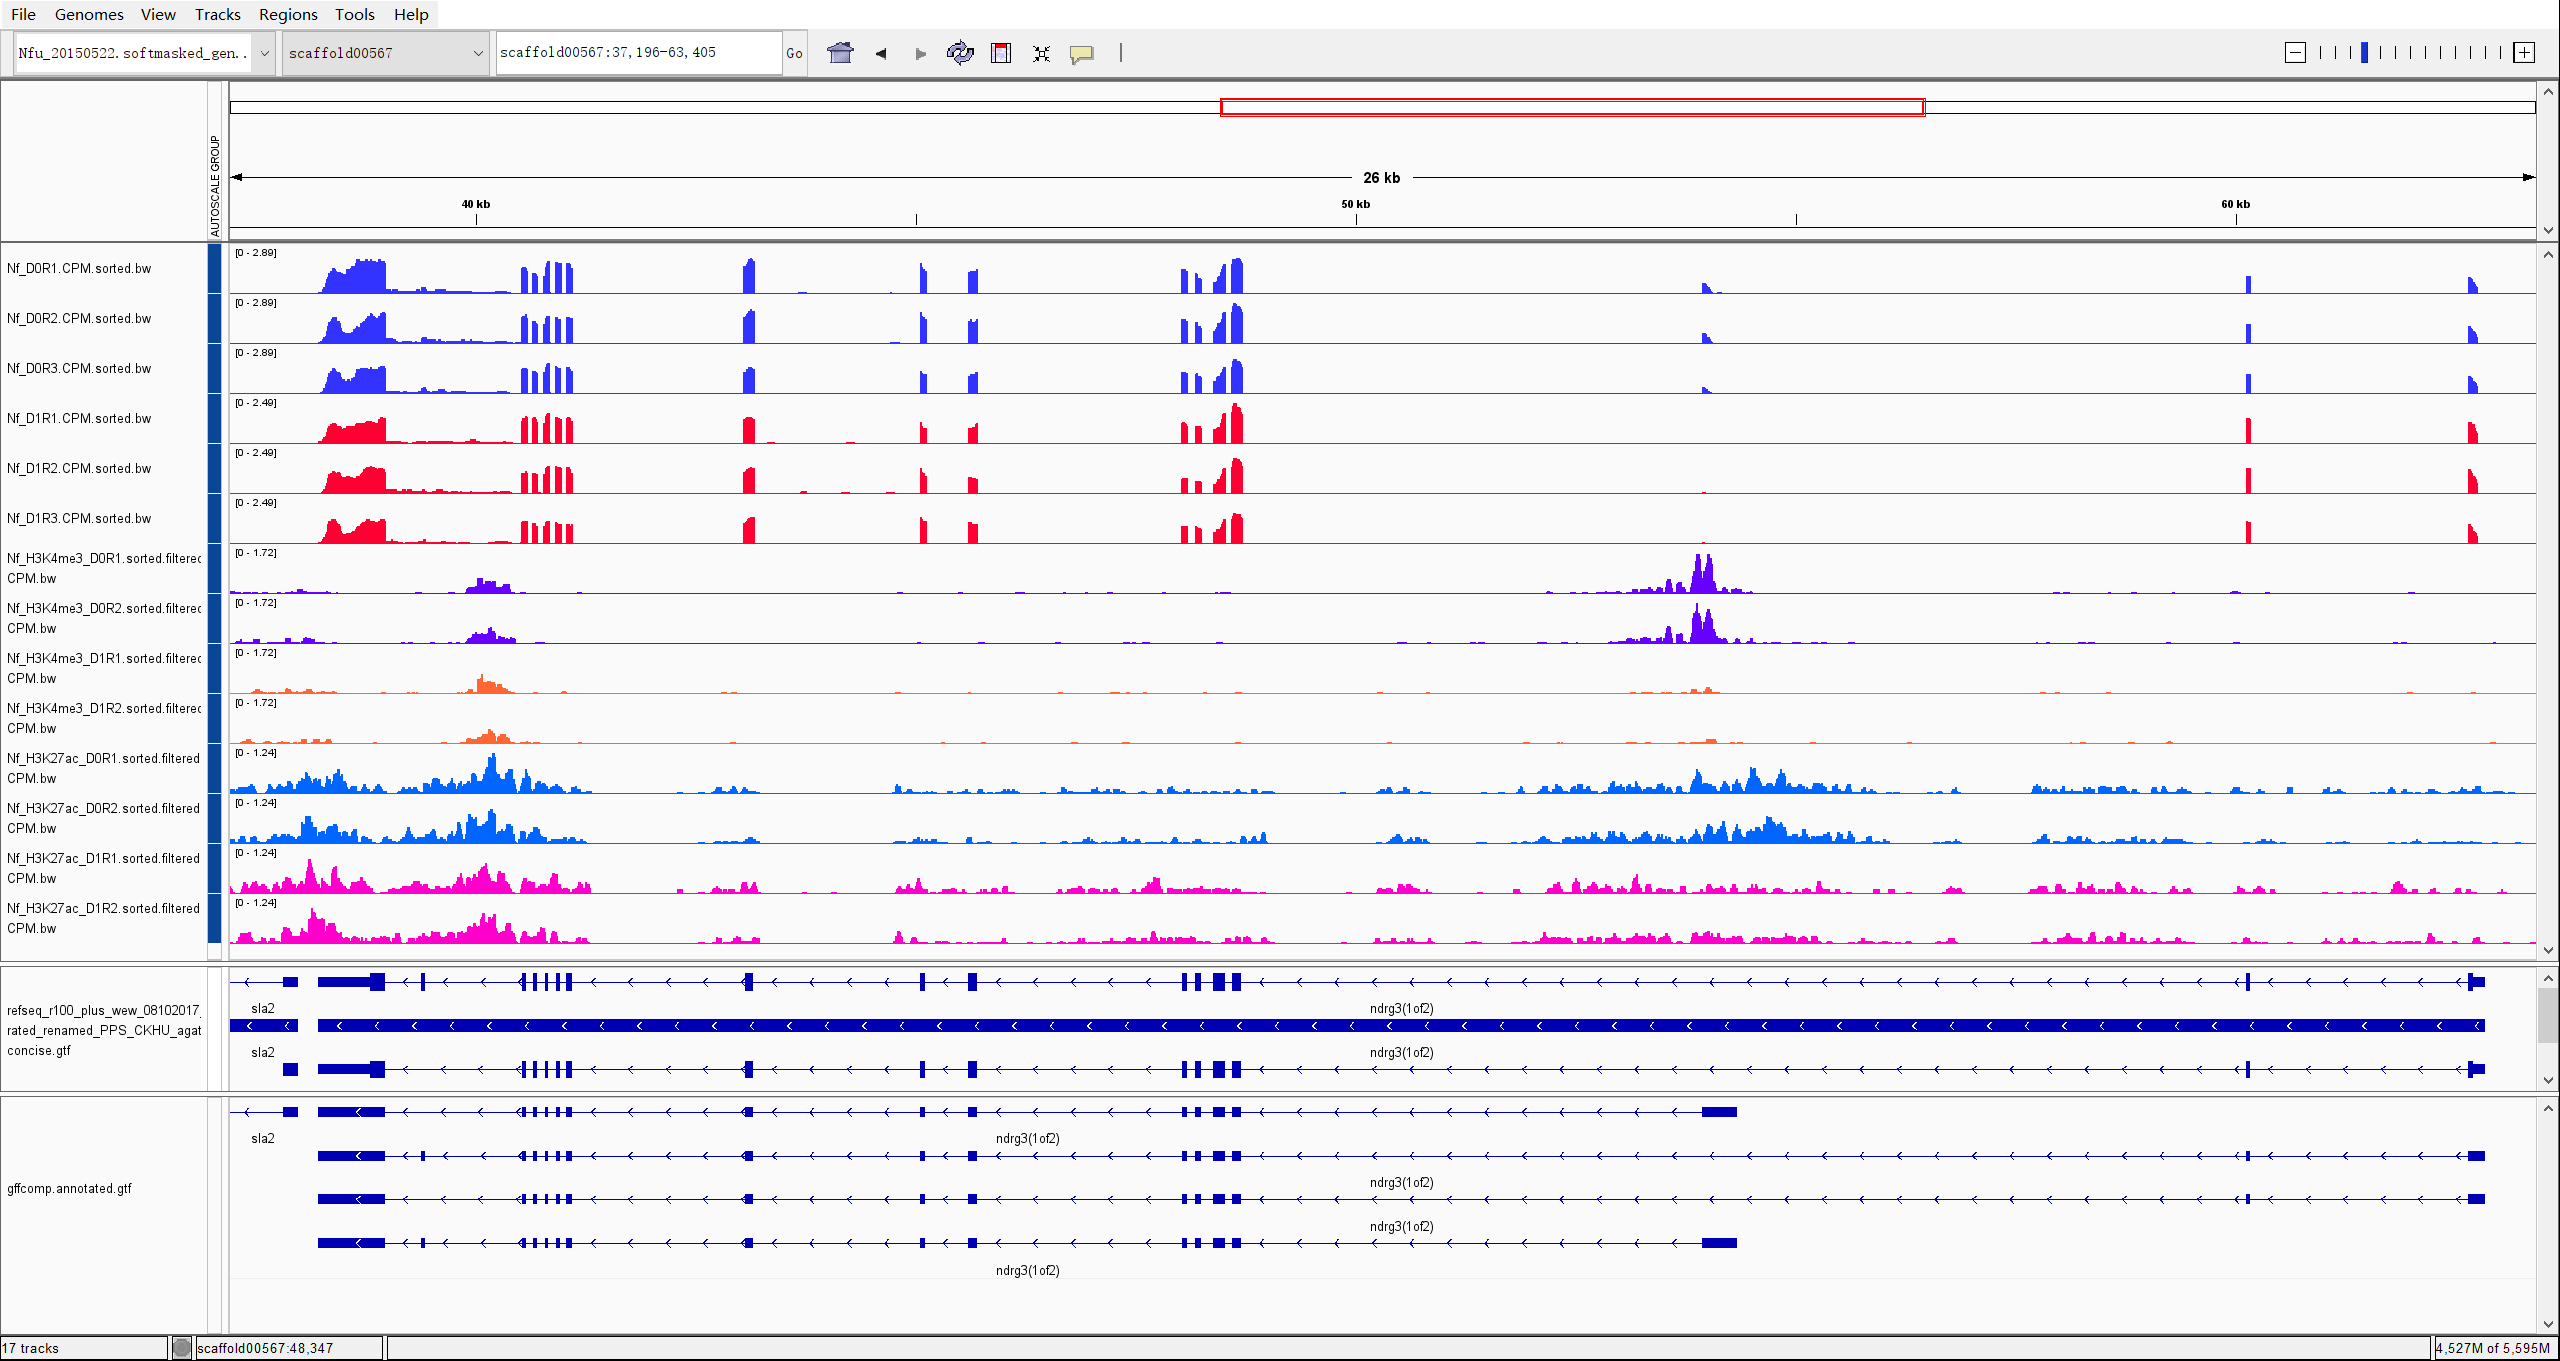 File Genomes View Tracks Regions Tools Help
Nfu_20150522.softmasked_gen.. scaffold00567 scaffold00567:37,196-63,405 Go
AUTOSCALE GROUP
26 kb
40 kb 50 kb 60 kb
Nf_D0R1.CPM.sorted.bw [0 - 2.89]
Nf_D0R2.CPM.sorted.bw [0 - 2.89]
Nf_D0R3.CPM.sorted.bw [0 - 2.89]
Nf_D1R1.CPM.sorted.bw [0 - 2.49]
Nf_D1R2.CPM.sorted.bw [0 - 2.49]
Nf_D1R3.CPM.sorted.bw [0 - 2.49]
Nf_H3K4me3_D0R1.sorted.filterec [0 - 1.72]
CPM.bw
Nf_H3K4me3_D0R2.sorted.filterec [0 - 1.72]
CPM.bw
Nf_H3K4me3_D1R1.sorted.filterec [0 - 1.72]
CPM.bw
Nf_H3K4me3_D1R2.sorted.filterec [0 - 1.72]
CPM.bw
Nf_H3K27ac_D0R1.sorted.filtered [0 - 1.24]
CPM.bw
Nf_H3K27ac_D0R2.sorted.filtered [0 - 1.24]
CPM.bw
Nf_H3K27ac_D1R1.sorted.filtered [0 - 1.24]
CPM.bw
Nf_H3K27ac_D1R2.sorted.filtered [0 - 1.24]
CPM.bw
refseq_r100_plus_wew_08102017_
rated_renamed_PPS_CKHU_agat
concise.gtf
sla2 ndrg3(1of2)
sla2 ndrg3(1of2)
gffcomp.annotated.gtf
sla2 ndrg3(1of2)
ndrg3(1of2)
ndrg3(1of2)
ndrg3(1of2)
17 tracks scaffold00567:48,347 4,527M of 5,595M